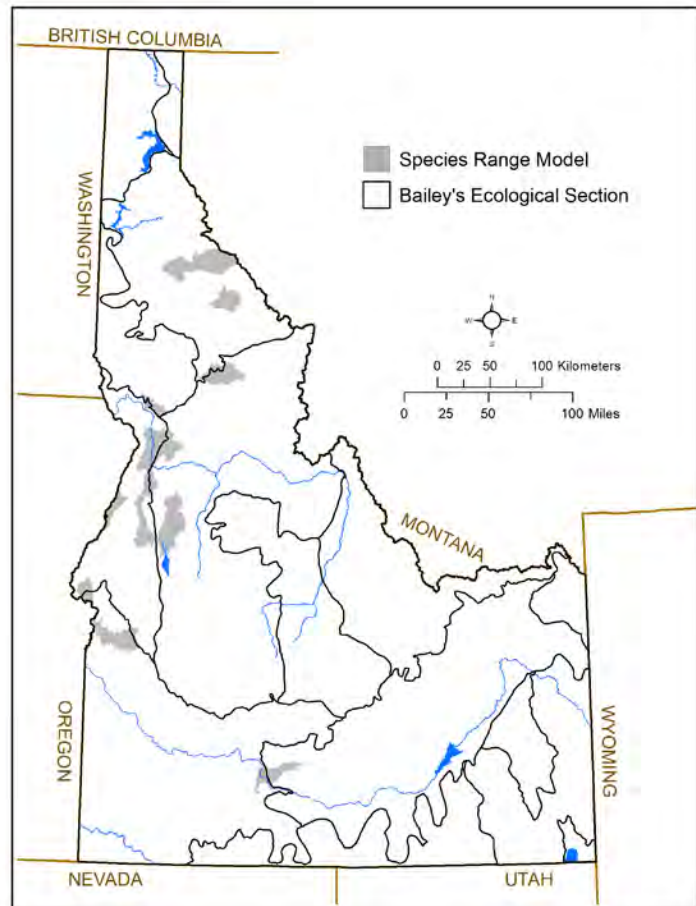 BRITISH COLUMBIA
WASHINGTON
Species Range Model
Bailey's Ecological Section
N
W E
S
0 25 50 100 Kilometers
0 25 50 100 Miles
MONTANA
OREGON
WYOMING
NEVADA
UTAH